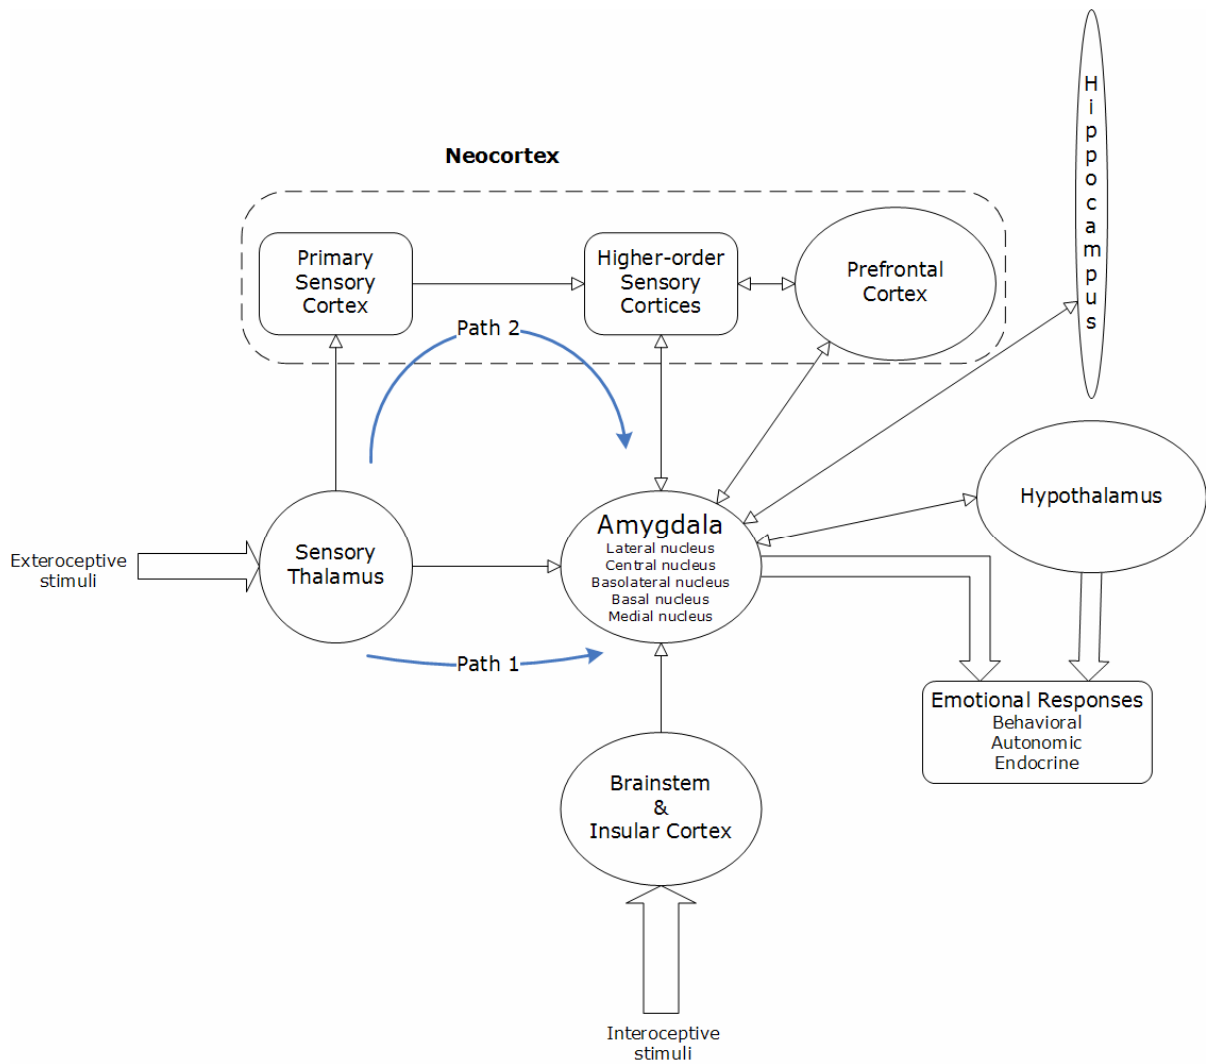 Neocortex
Primary
Sensory
Cortex
Higher-order
Sensory
Cortices
Prefrontal
Cortex
Hippocampus
Path 2
Hypothalamus
Exteroceptive
stimuli
Sensory
Thalamus
Amygdala
Lateral nucleus
Central nucleus
Basolateral nucleus
Basal nucleus
Medial nucleus
Path 1
Emotional Responses
Behavioral
Autonomic
Endocrine
Brainstem
&
Insular Cortex
Interoceptive
stimuli